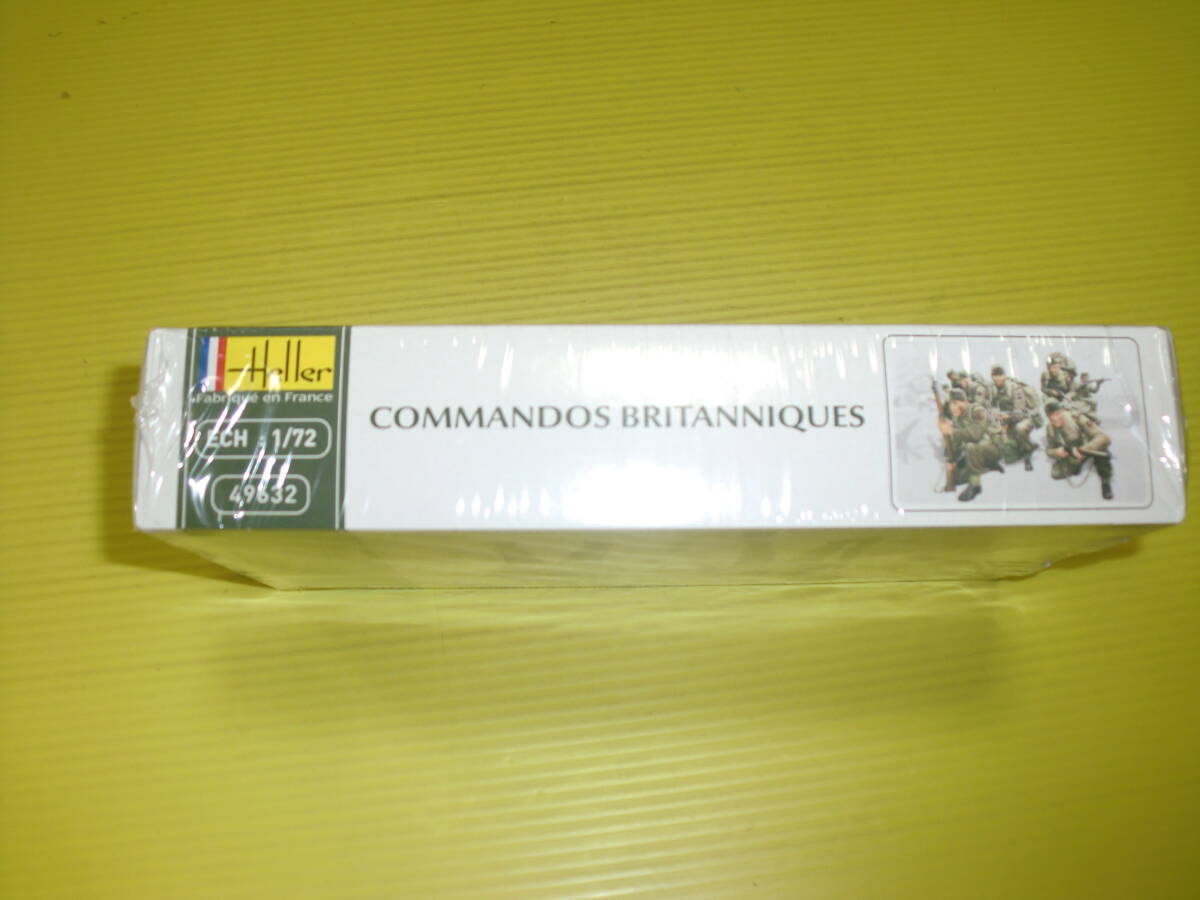 Heller
Fabriqué en France
ECH : 1/72
49632
COMMANDOS BRITANNIQUES